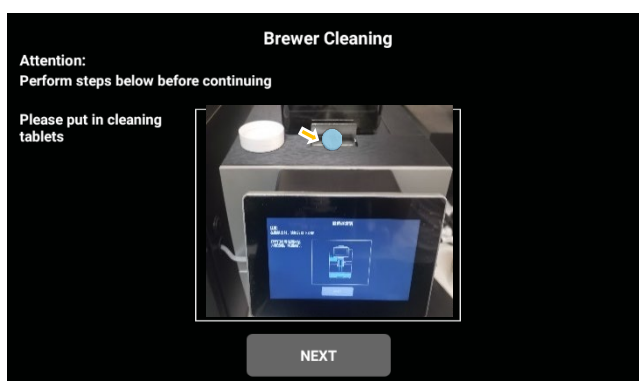 Brewer Cleaning
Attention:
Perform steps below before continuing
Please put in cleaning
tablets
NEXT